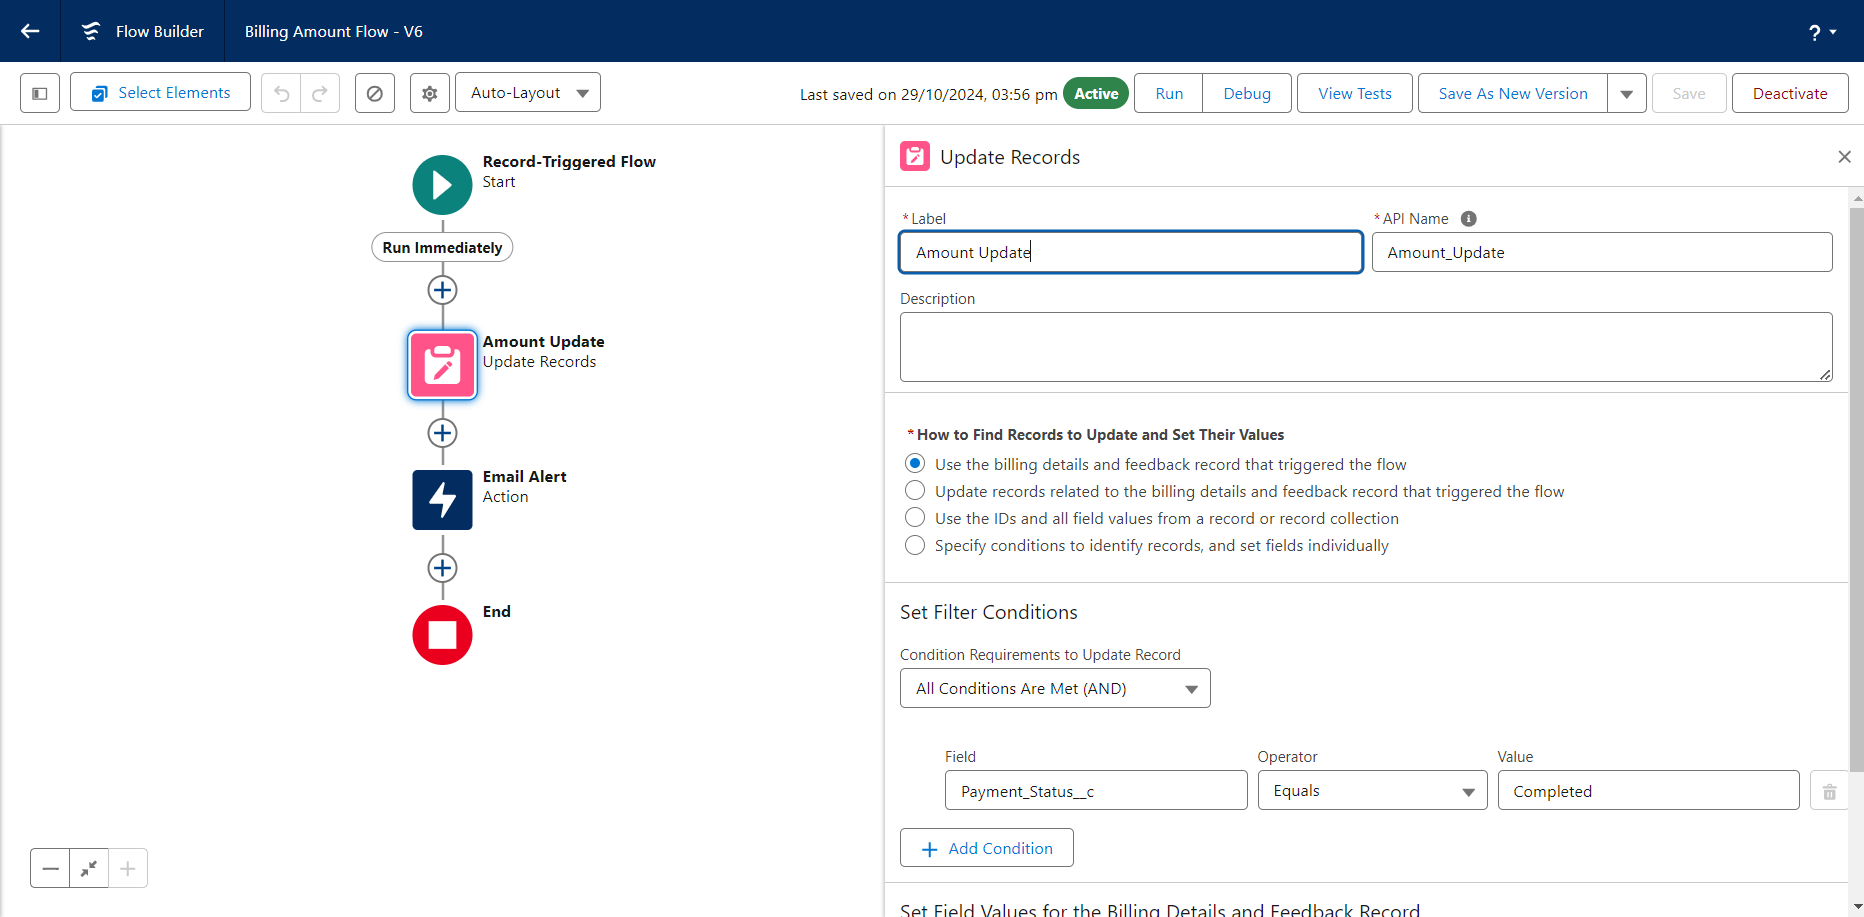 Flow Builder
Billing Amount Flow - V6
?
Select Elements
Auto-Layout
Last saved on 29/10/2024, 03:56 pm
Active
Run
Debug
View Tests
Save As New Version
Save
Deactivate
Record-Triggered Flow
Start
Run Immediately
Amount Update
Update Records
Email Alert
Action
End
Update Records
* Label
* API Name
Amount Update
Amount_Update
Description
* How to Find Records to Update and Set Their Values
Use the billing details and feedback record that triggered the flow
Update records related to the billing details and feedback record that triggered the flow
Use the IDs and all field values from a record or record collection
Specify conditions to identify records, and set fields individually
Set Filter Conditions
Condition Requirements to Update Record
All Conditions Are Met (AND)
Field
Operator
Value
Payment_Status__c
Equals
Completed
Add Condition
Set Field Values for the Billing Details and Feedback Record